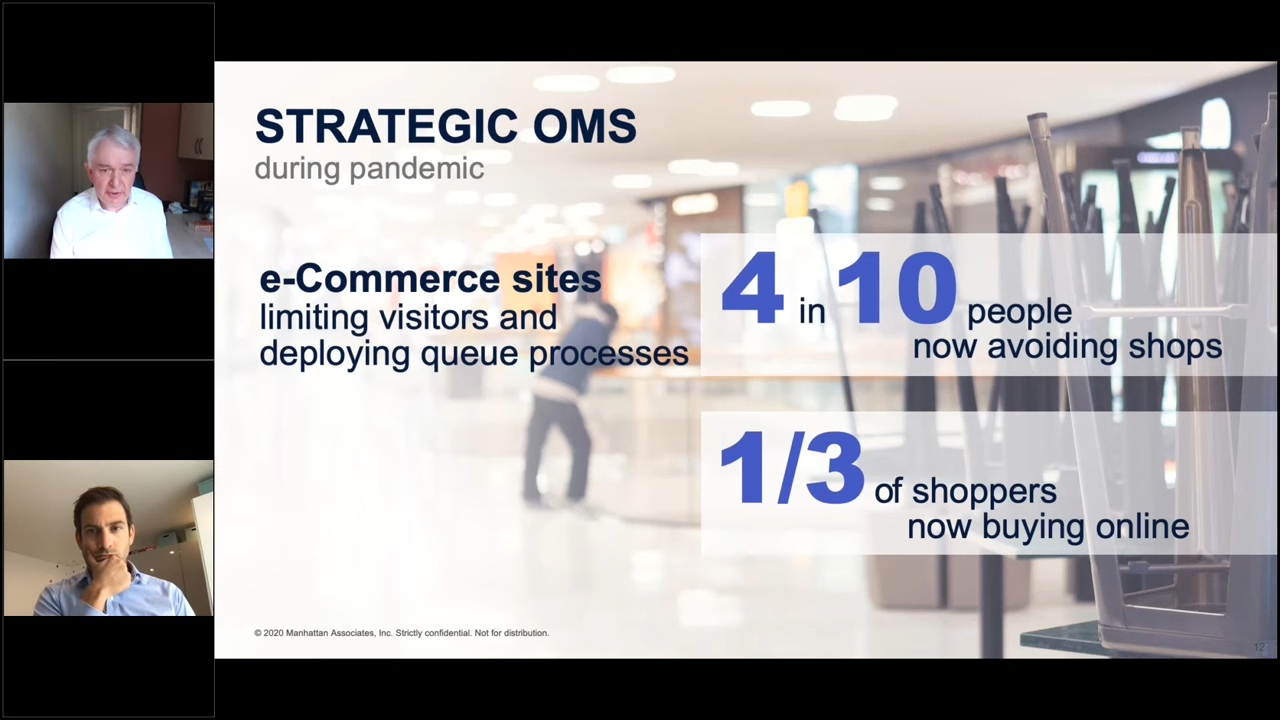 STRATEGIC OMS
during pandemic
e-Commerce sites
limiting visitors and
deploying queue processes
4 in 10 people
now avoiding shops
1/3 of shoppers
now buying online
© 2020 Manhattan Associates, Inc. Strictly confidential. Not for distribution.
12